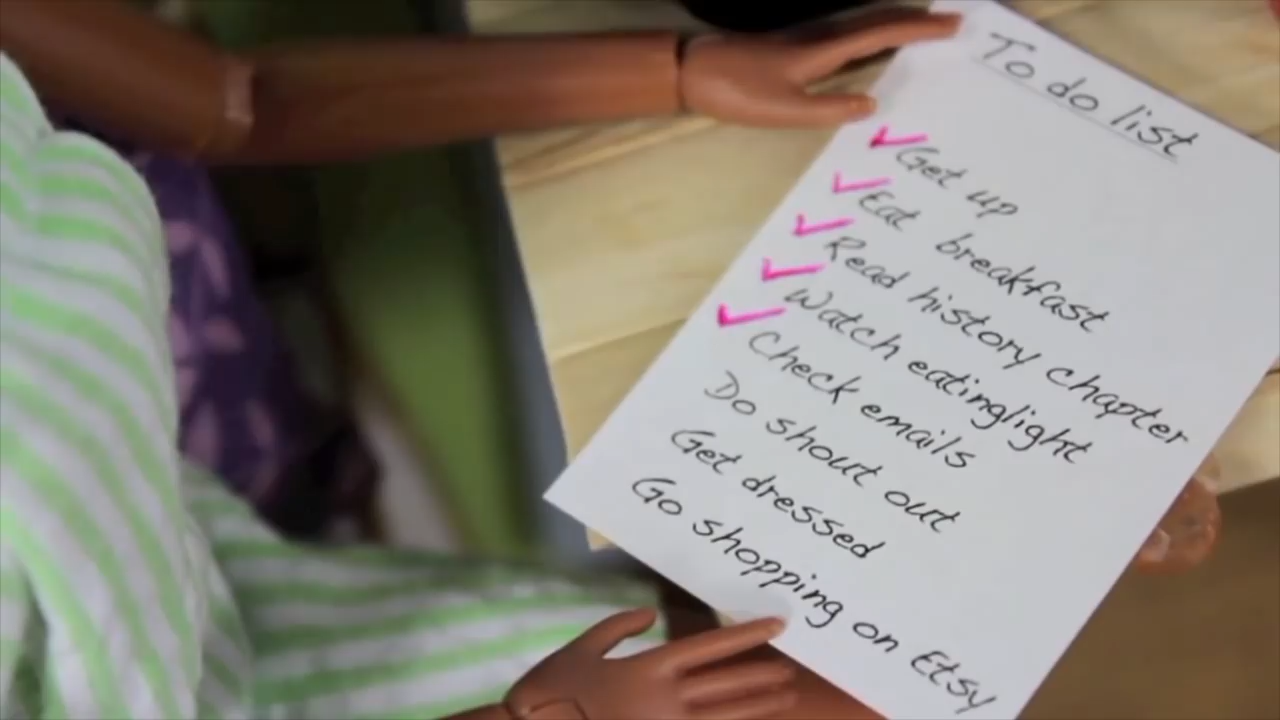 To do list
Get up
Eat breakfast
Read history chapter
Watch eatinglight
Check emails
Do shout out
Get dressed
Go shopping on Etsy